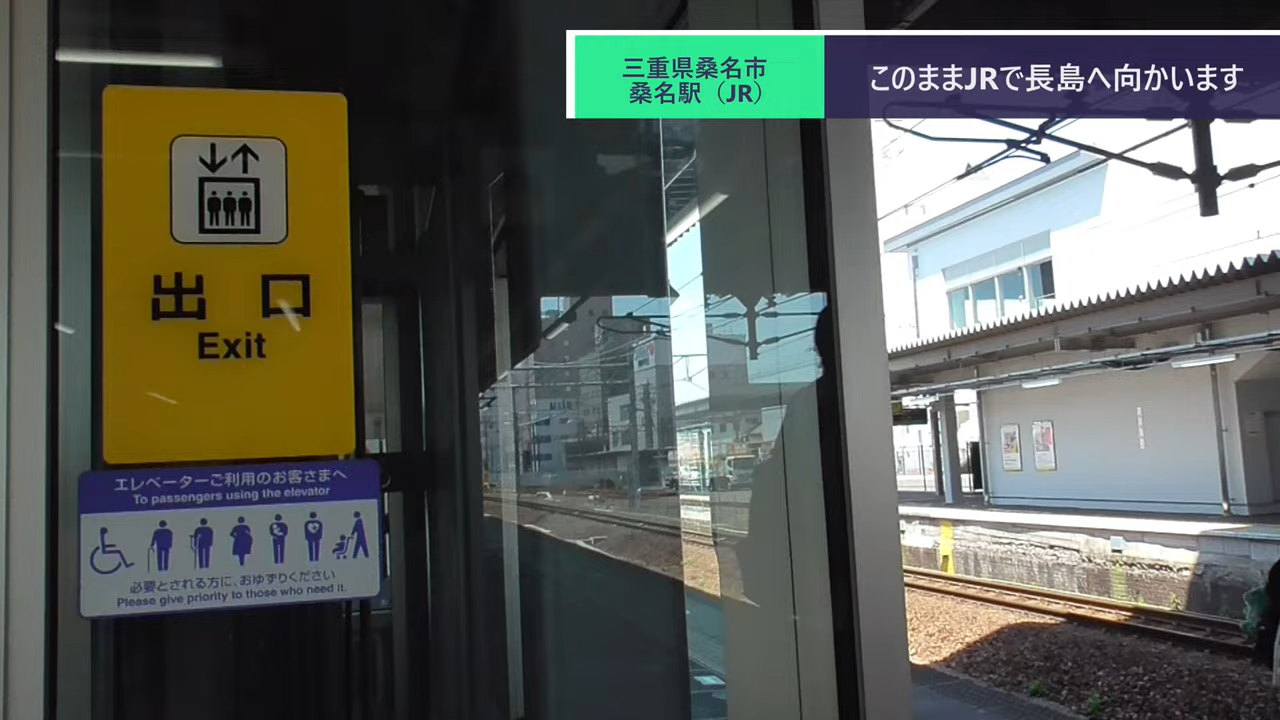 三重県桑名市
桑名駅（JR）
このままJRで長島へ向かいます
出口
Exit
エレベーターご利用のお客さまへ
To passengers using the elevator
必要とされる方に、おゆずりください
Please give priority to those who need it.